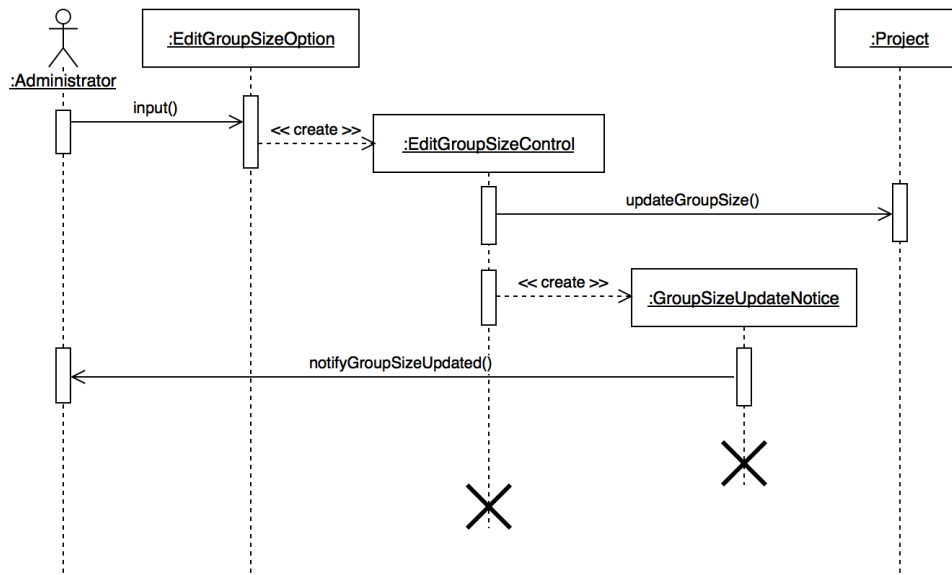 :EditGroupSizeOption
:Project
:Administrator
input()
<< create >>
:EditGroupSizeControl
updateGroupSize()
<< create >>
:GroupSizeUpdateNotice
notifyGroupSizeUpdated()